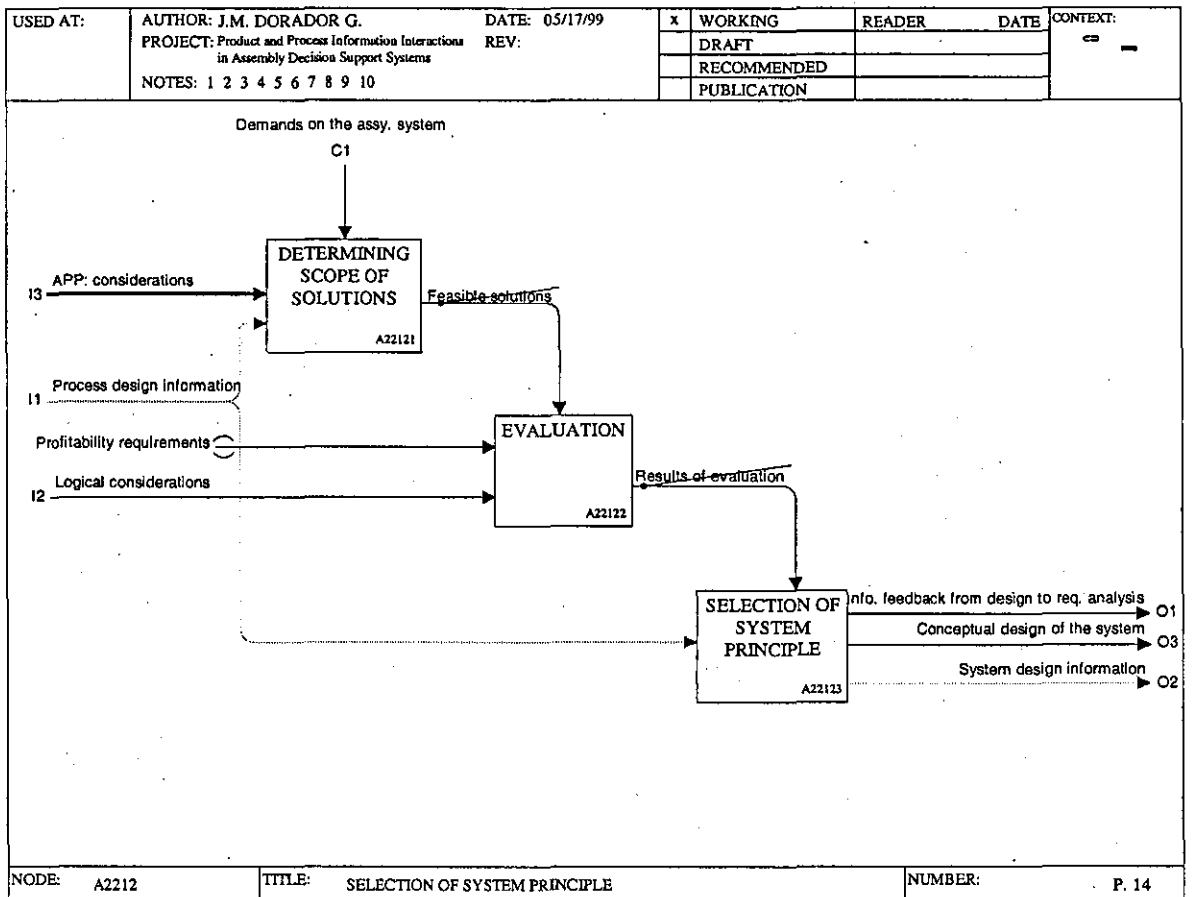 USED AT:
AUTHOR: J.M. DORADOR G.
DATE: 05/17/99
PROJECT: Product and Process Information Interactions
in Assembly Decision Support Systems
REV:
NOTES: 1 2 3 4 5 6 7 8 9 10
x WORKING
DRAFT
RECOMMENDED
PUBLICATION
READER DATE
CONTEXT:
Demands on the assy. system
C1
DETERMINING
SCOPE OF
SOLUTIONS
A22121
I3 APP: considerations
Feasible solutions
I1 Process design information
Profitability requirements
EVALUATION
A22122
I2 Logical considerations
Results of evaluation
SELECTION OF
SYSTEM
PRINCIPLE
A22123
nfo. feedback from design to req. analysis O1
Conceptual design of the system O3
System design information O2
NODE: A2212
TITLE: SELECTION OF SYSTEM PRINCIPLE
NUMBER: P. 14